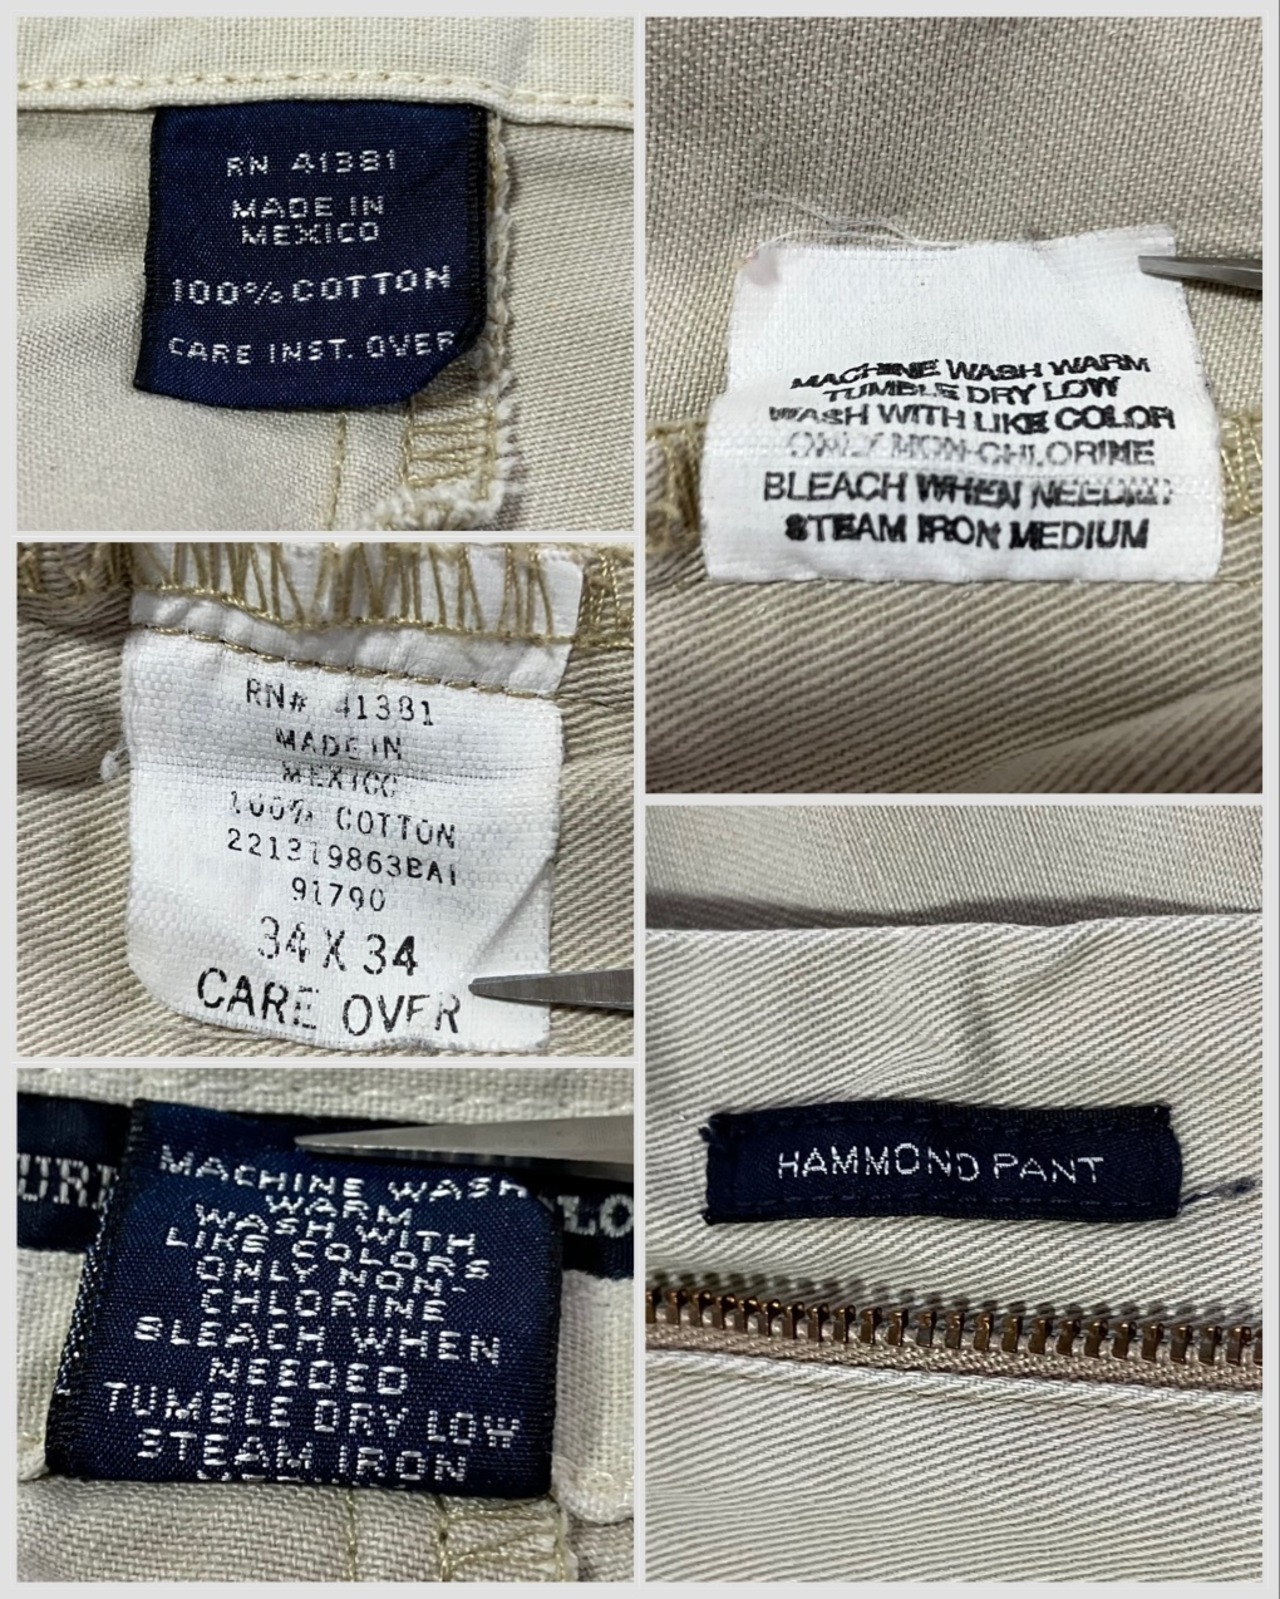 RN 41381
MADE IN
MEXICO
100% COTTON
CARE INST. OVER
RN# 41381
MADE IN
MEXICO
100% COTTON
91790
34 X 34
CARE OVER
MACHINE WASH
WARM
WASH WITH
LIKE COLORS
ONLY NON-
CHLORINE
BLEACH WHEN
NEEDED
TUMBLE DRY LOW
STEAM IRON
MACHINE WASH WARM
TUMBLE DRY LOW
WASH WITH LIKE COLOR
ONLY NON-CHLORINE
BLEACH WHEN NEEDED
STEAM IRON MEDIUM
HAMMOND PANT